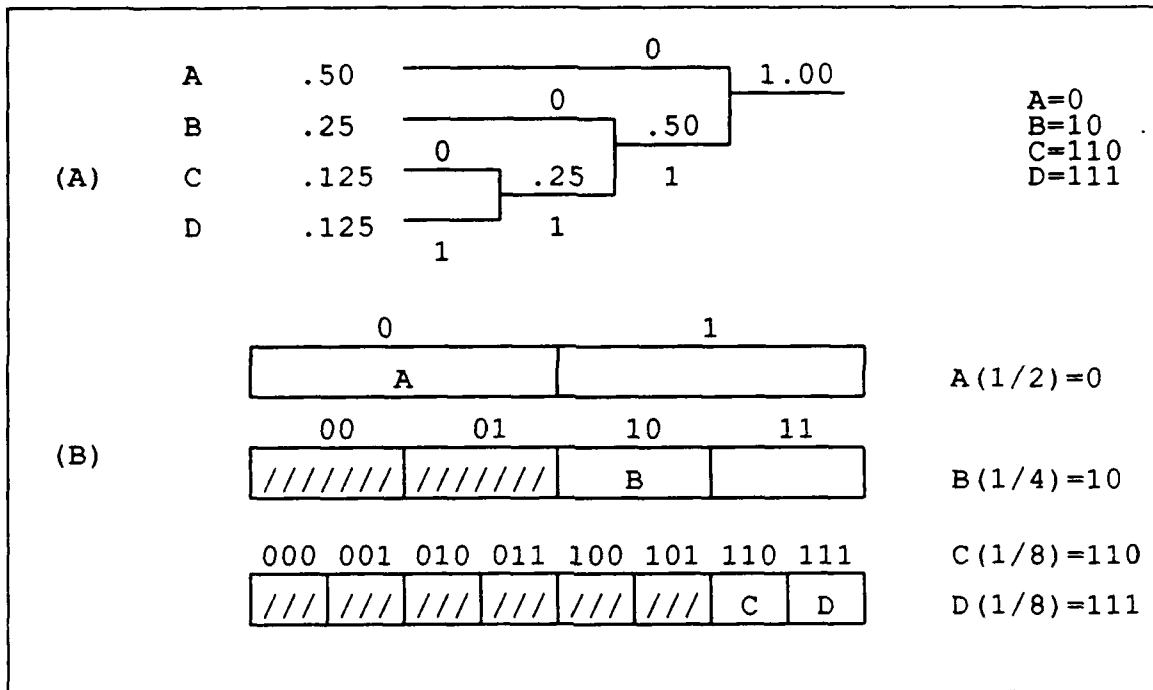 0
A .50 1.00
0 A=0
B .25 .50 B=10
0 C=110
(A) C .125 .25 1 D=111
D .125 1
1
0 1
A A(1/2)=0
00 01 10 11
(B)
/////// /////// B B(1/4)=10
000 001 010 011 100 101 110 111 C(1/8)=110
/// /// /// /// /// /// C D D(1/8)=111